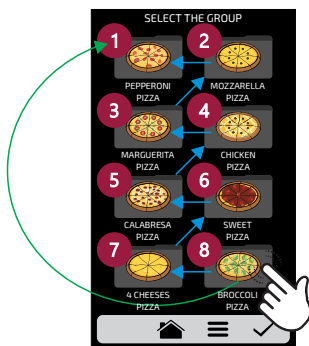 SELECT THE GROUP
1 2
PEPPERONI PIZZA
MOZZARELLA PIZZA
3 4
MARGUERITA PIZZA
CHICKEN PIZZA
5 6
CALABRESA PIZZA
SWEET PIZZA
7 8
4 CHEESES PIZZA
BROCCOLI PIZZA